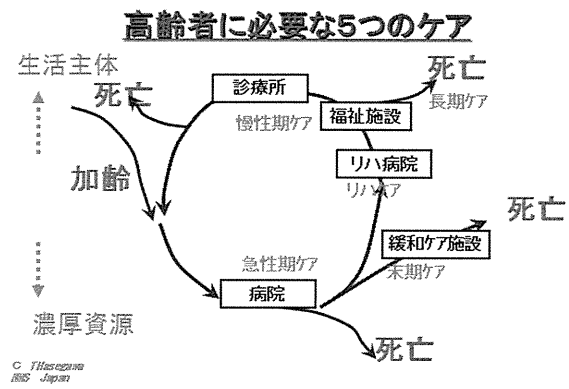 高齢者に必要な5つのケア
生活主体
死亡
診療所
死亡
慢性期ｹｱ
福祉施設
長期ケア
加齢
リハ病院
リハケア
死亡
緩和ｹｱ施設
急性期ｹｱ
末期ケア
病院
濃厚資源
死亡
© THasegawa
Japan